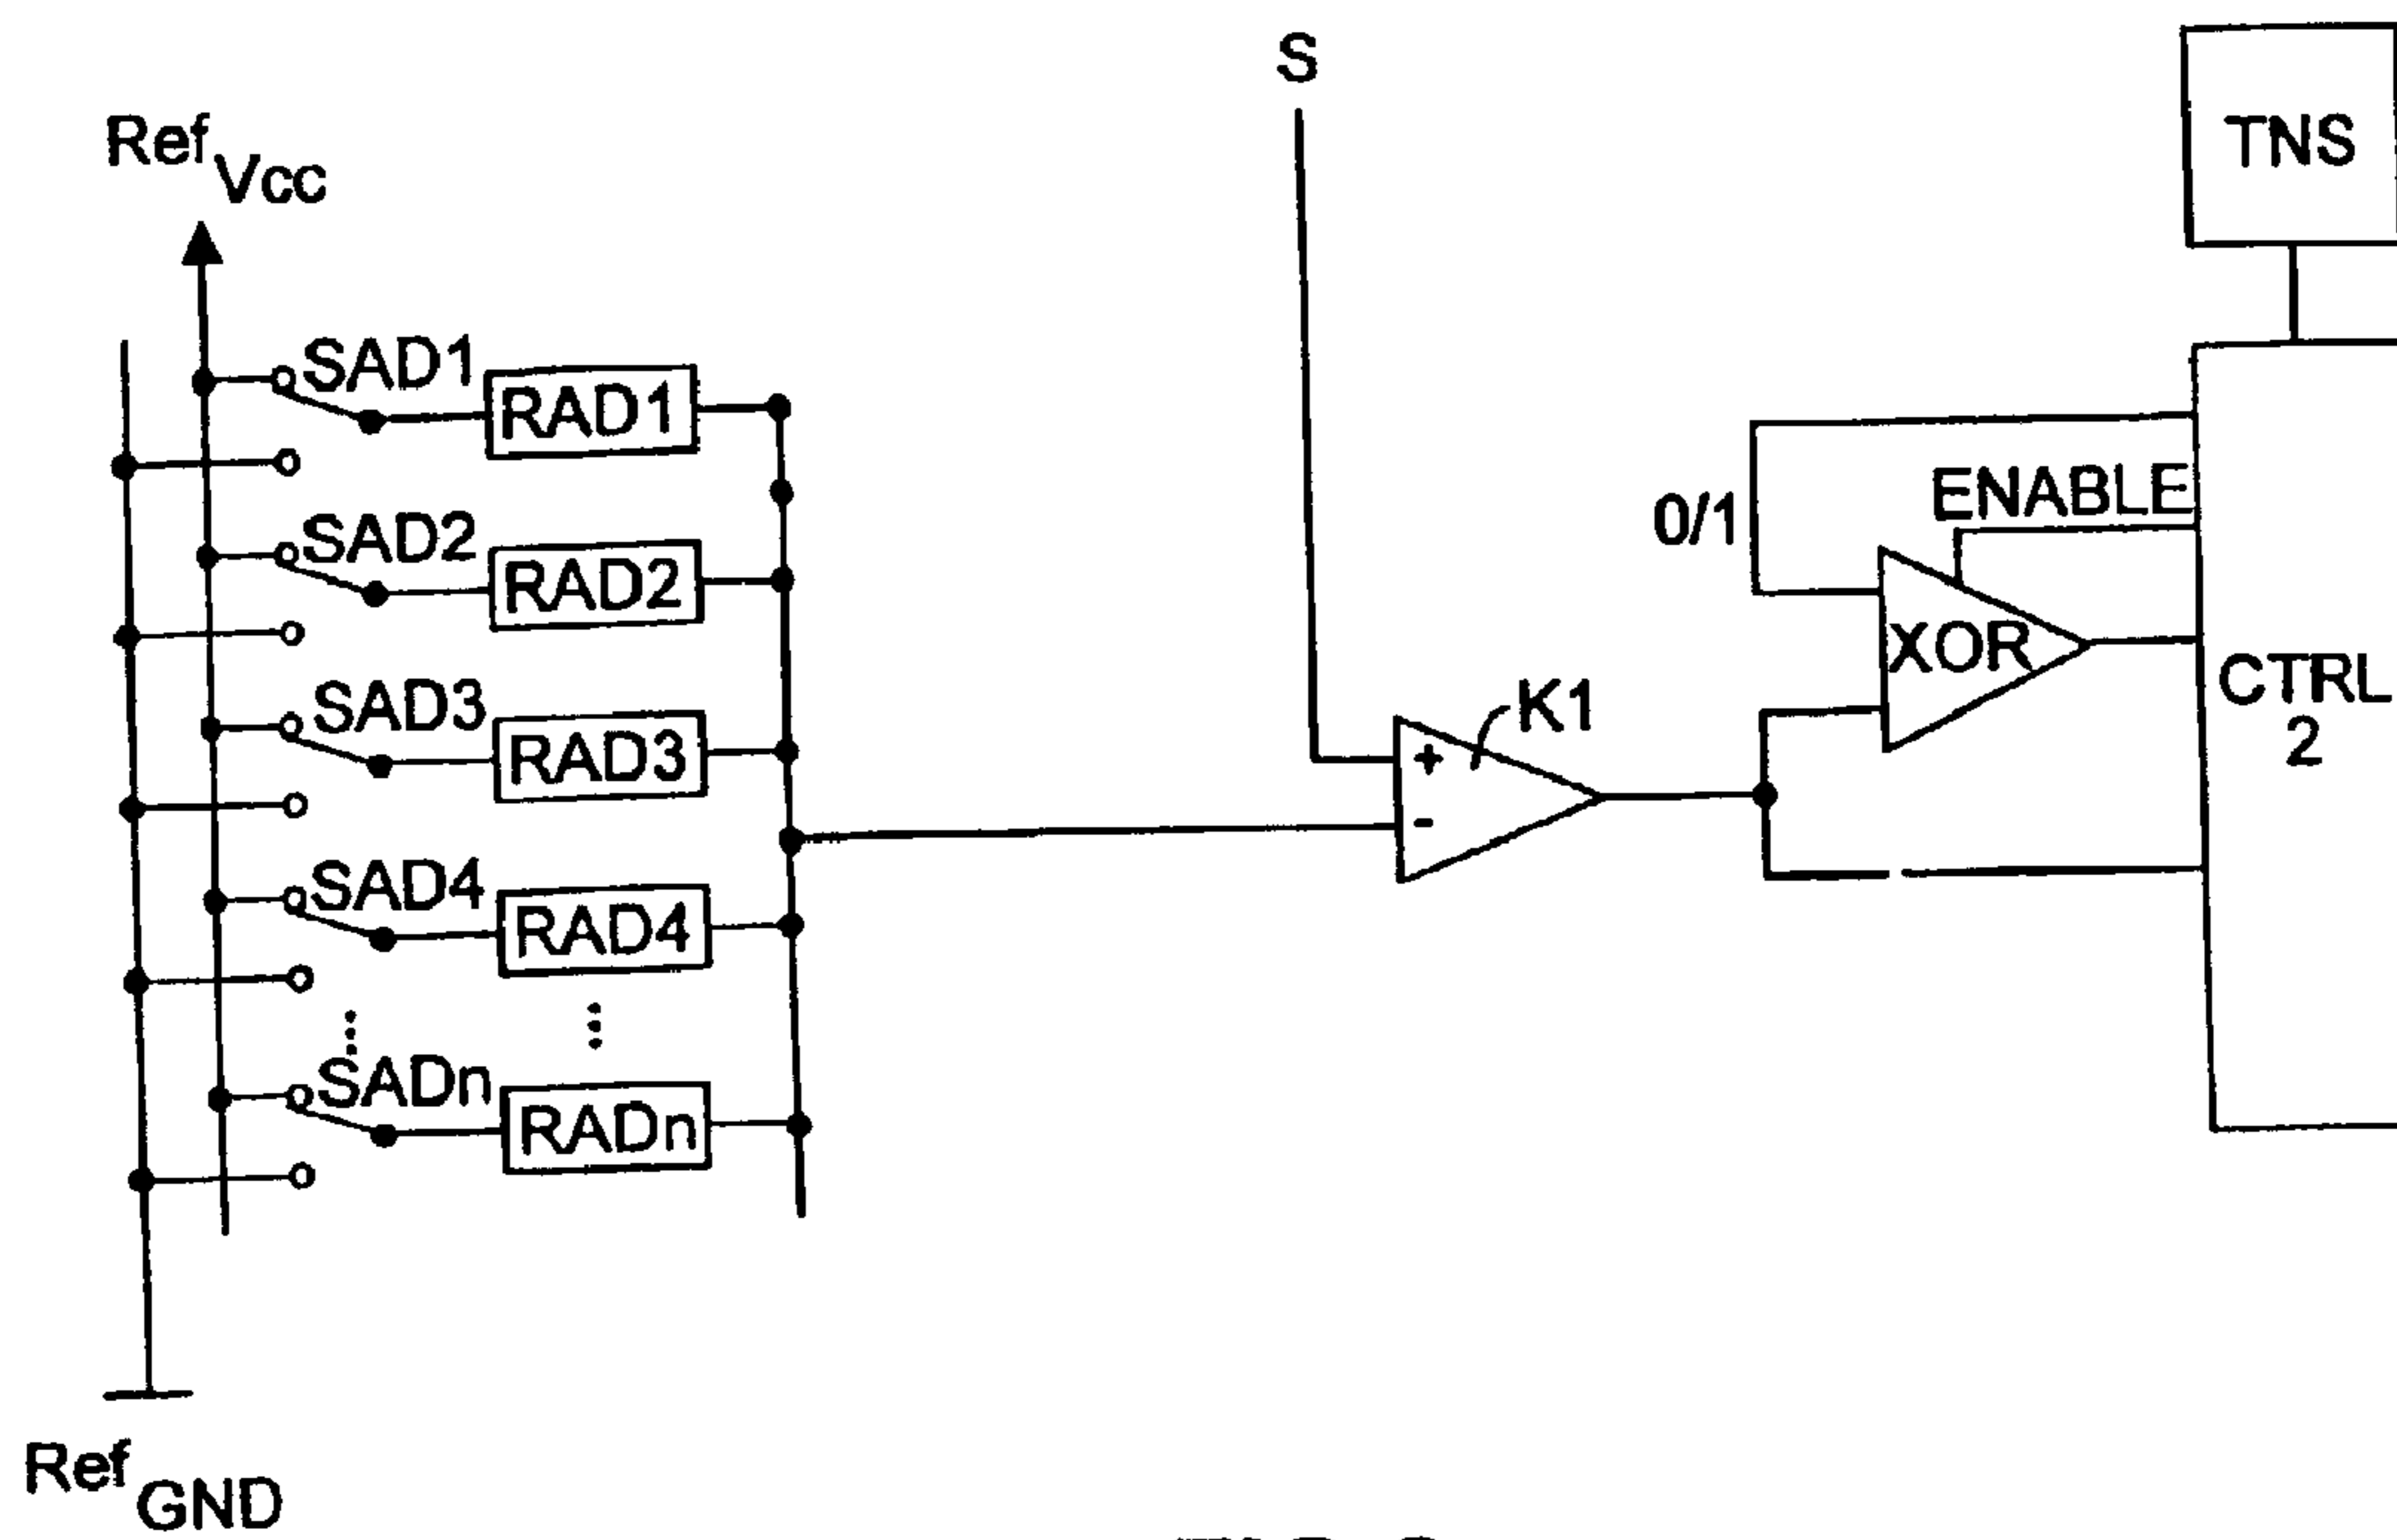 S
TNS
Ref Vcc
SAD1
RAD1
ENABLE
0/1
SAD2
RAD2
XOR
CTRL
2
SAD3
RAD3
K1
+
-
SAD4
RAD4
SADn
RADn
Ref GND